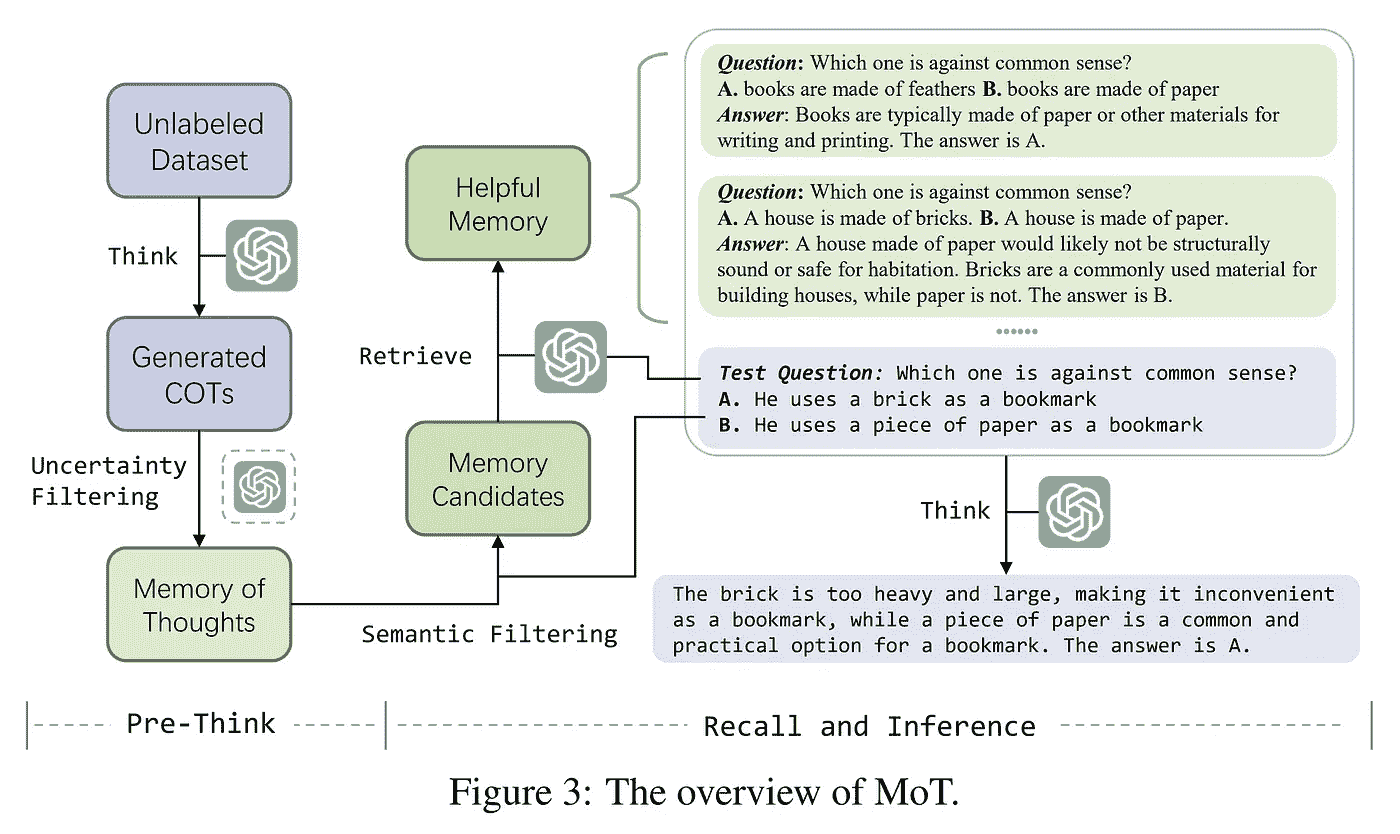 Unlabeled
Dataset
Think
Generated
COTs
Uncertainty
Filtering
Memory of
Thoughts
Helpful
Memory
Retrieve
Memory
Candidates
Semantic Filtering
Question: Which one is against common sense?
A. books are made of feathers B. books are made of paper
Answer: Books are typically made of paper or other materials for
writing and printing. The answer is A.
Question: Which one is against common sense?
A. A house is made of bricks. B. A house is made of paper.
Answer: A house made of paper would likely not be structurally
sound or safe for habitation. Bricks are a commonly used material for
building houses, while paper is not. The answer is B.
......
Test Question: Which one is against common sense?
A. He uses a brick as a bookmark
B. He uses a piece of paper as a bookmark
Think
The brick is too heavy and large, making it inconvenient
as a bookmark, while a piece of paper is a common and
practical option for a bookmark. The answer is A.
Pre-Think
Recall and Inference
Figure 3: The overview of MoT.